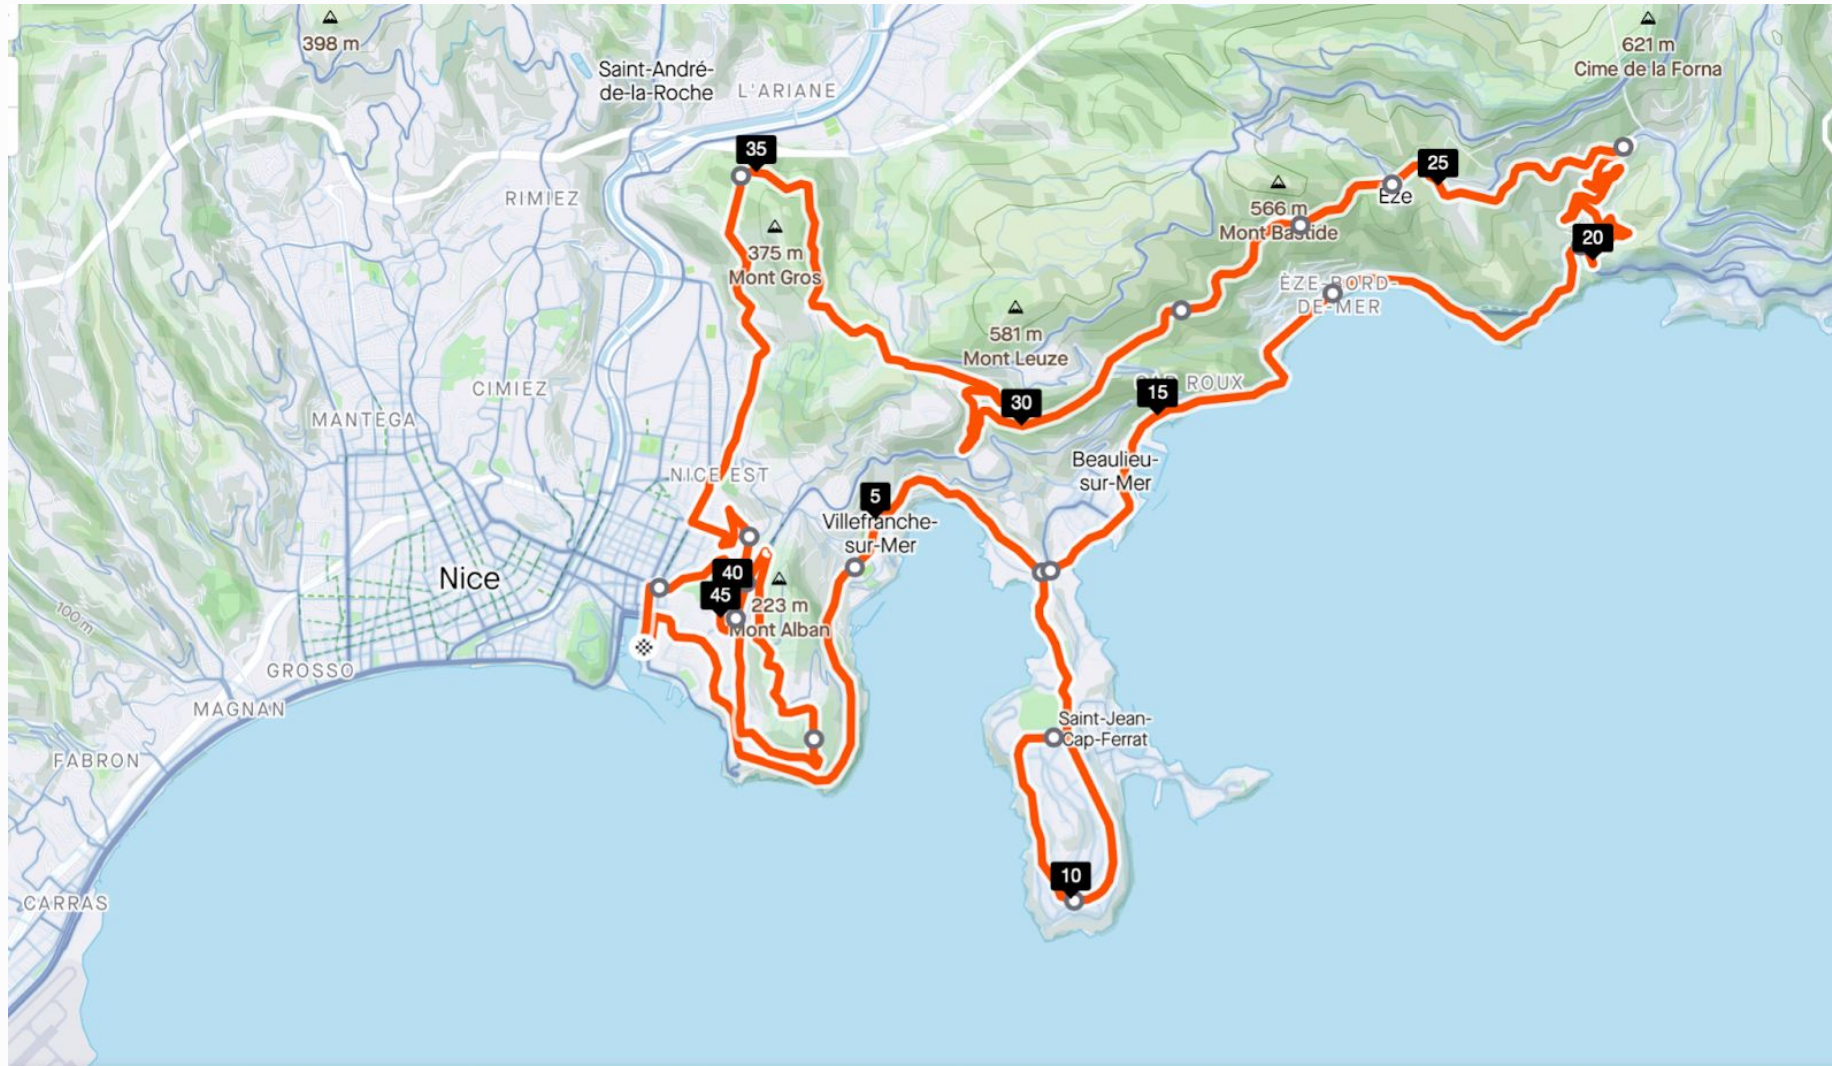 398 m
Saint-André-
de-la-Roche
L'ARIANE
621 m
Cime de la Forna
35
25
RIMIEZ
Èze
566 m
Mont Bastide
20
375 m
Mont Gros
ÈZE-BORD-
DE-MER
581 m
Mont Leuze
CIMIEZ
CAP ROUX
15
30
MANTEGA
Beaulieu-
sur-Mer
NICE EST
5
Villefranche-
sur-Mer
Nice
40
45
223 m
Mont Alban
100 m
GROSSO
MAGNAN
Saint-Jean-
Cap-Ferrat
FABRON
10
CARRAS